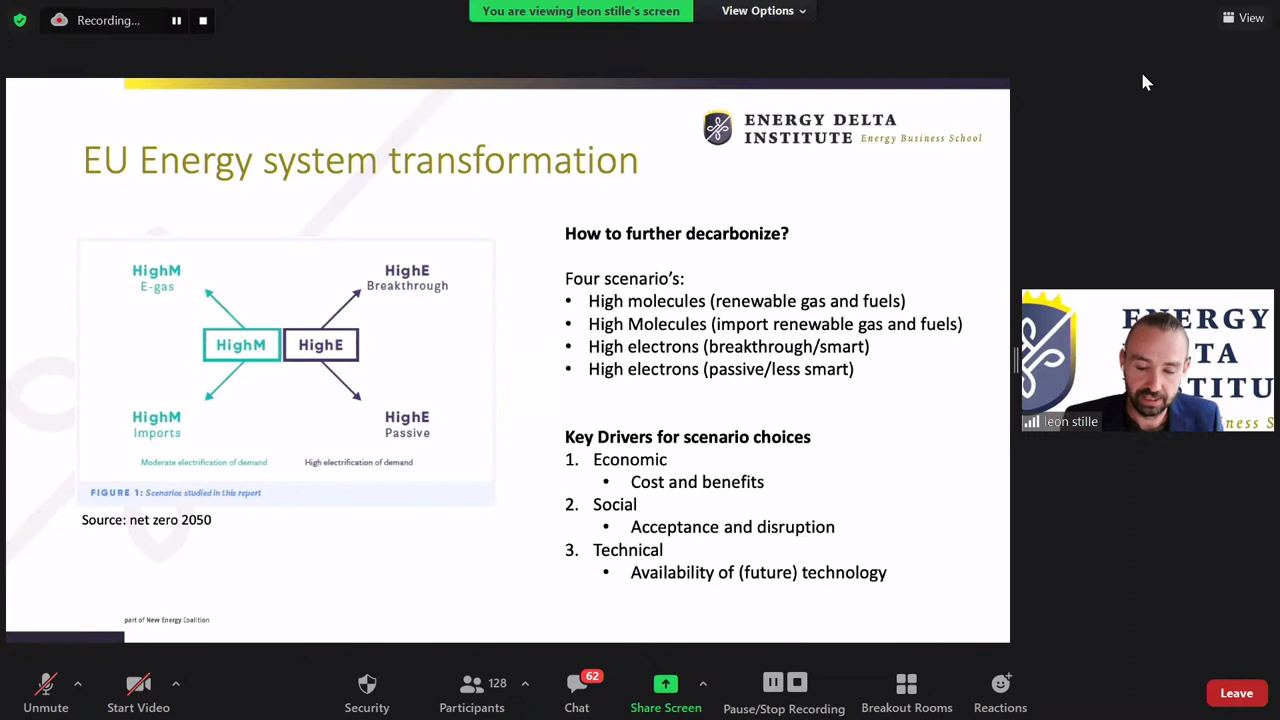 Recording...
You are viewing leon stille's screen
View Options
View
ENERGY DELTA
INSTITUTE Energy Business School
EU Energy system transformation
HighM
E-gas
HighE
Breakthrough
HighM
HighE
HighM
Imports
HighE
Passive
Moderate electrification of demand
High electrification of demand
FIGURE 1: Scenarios studied in this report
Source: net zero 2050
How to further decarbonize?
Four scenario's:
• High molecules (renewable gas and fuels)
• High Molecules (import renewable gas and fuels)
• High electrons (breakthrough/smart)
• High electrons (passive/less smart)
Key Drivers for scenario choices
1. Economic
• Cost and benefits
2. Social
• Acceptance and disruption
3. Technical
• Availability of (future) technology
part of New Energy Coalition
ENERGY
LTA
TITU
ness S
leon stille
Unmute
Start Video
Security
128
Participants
62
Chat
Share Screen
Pause/Stop Recording
Breakout Rooms
Reactions
Leave